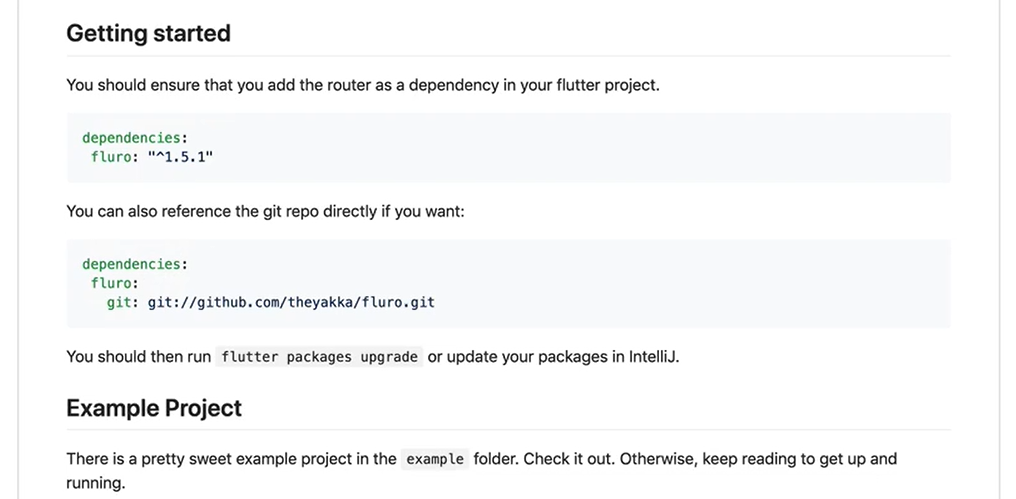 Getting started
You should ensure that you add the router as a dependency in your flutter project.
dependencies:
 fluro: "^1.5.1"
You can also reference the git repo directly if you want:
dependencies:
 fluro:
   git: git://github.com/theyakka/fluro.git
You should then run flutter packages upgrade or update your packages in IntelliJ.
Example Project
There is a pretty sweet example project in the example folder. Check it out. Otherwise, keep reading to get up and
running.